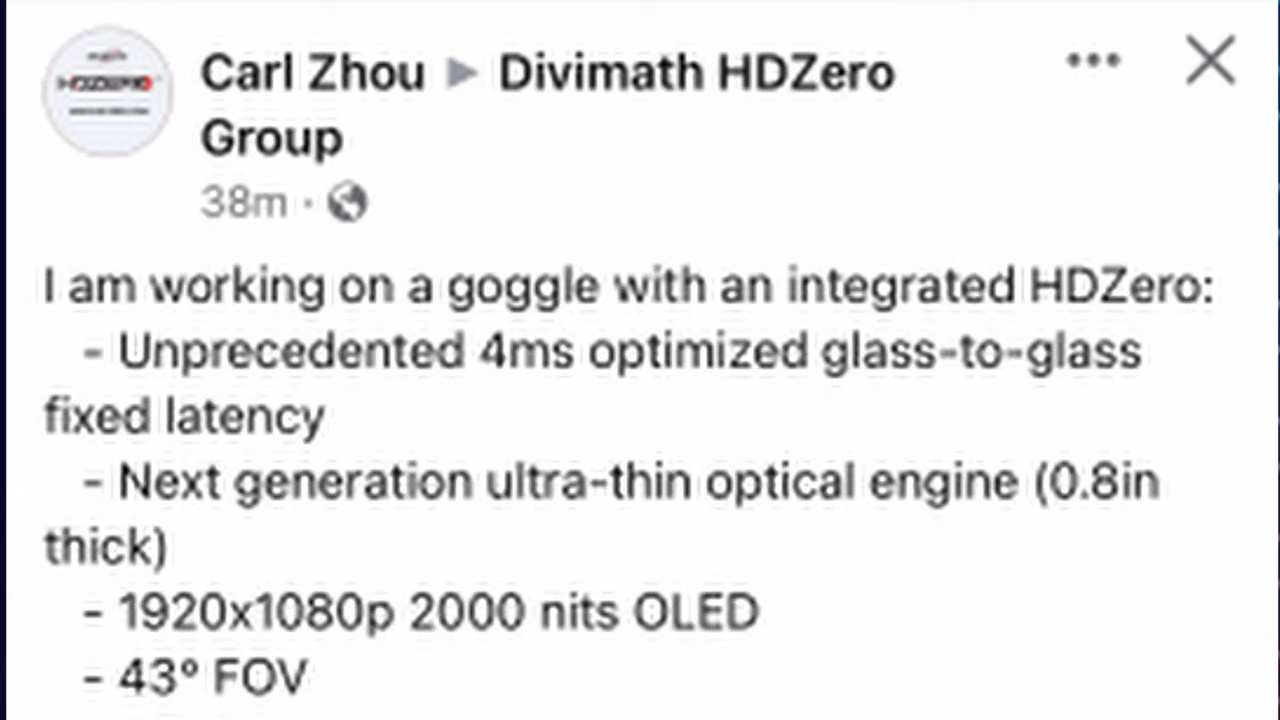 HDZERO
Carl Zhou ▶ Divimath HDZero
Group
38m ·
I am working on a goggle with an integrated HDZero:
- Unprecedented 4ms optimized glass-to-glass
fixed latency
- Next generation ultra-thin optical engine (0.8in
thick)
- 1920x1080p 2000 nits OLED
- 43° FOV